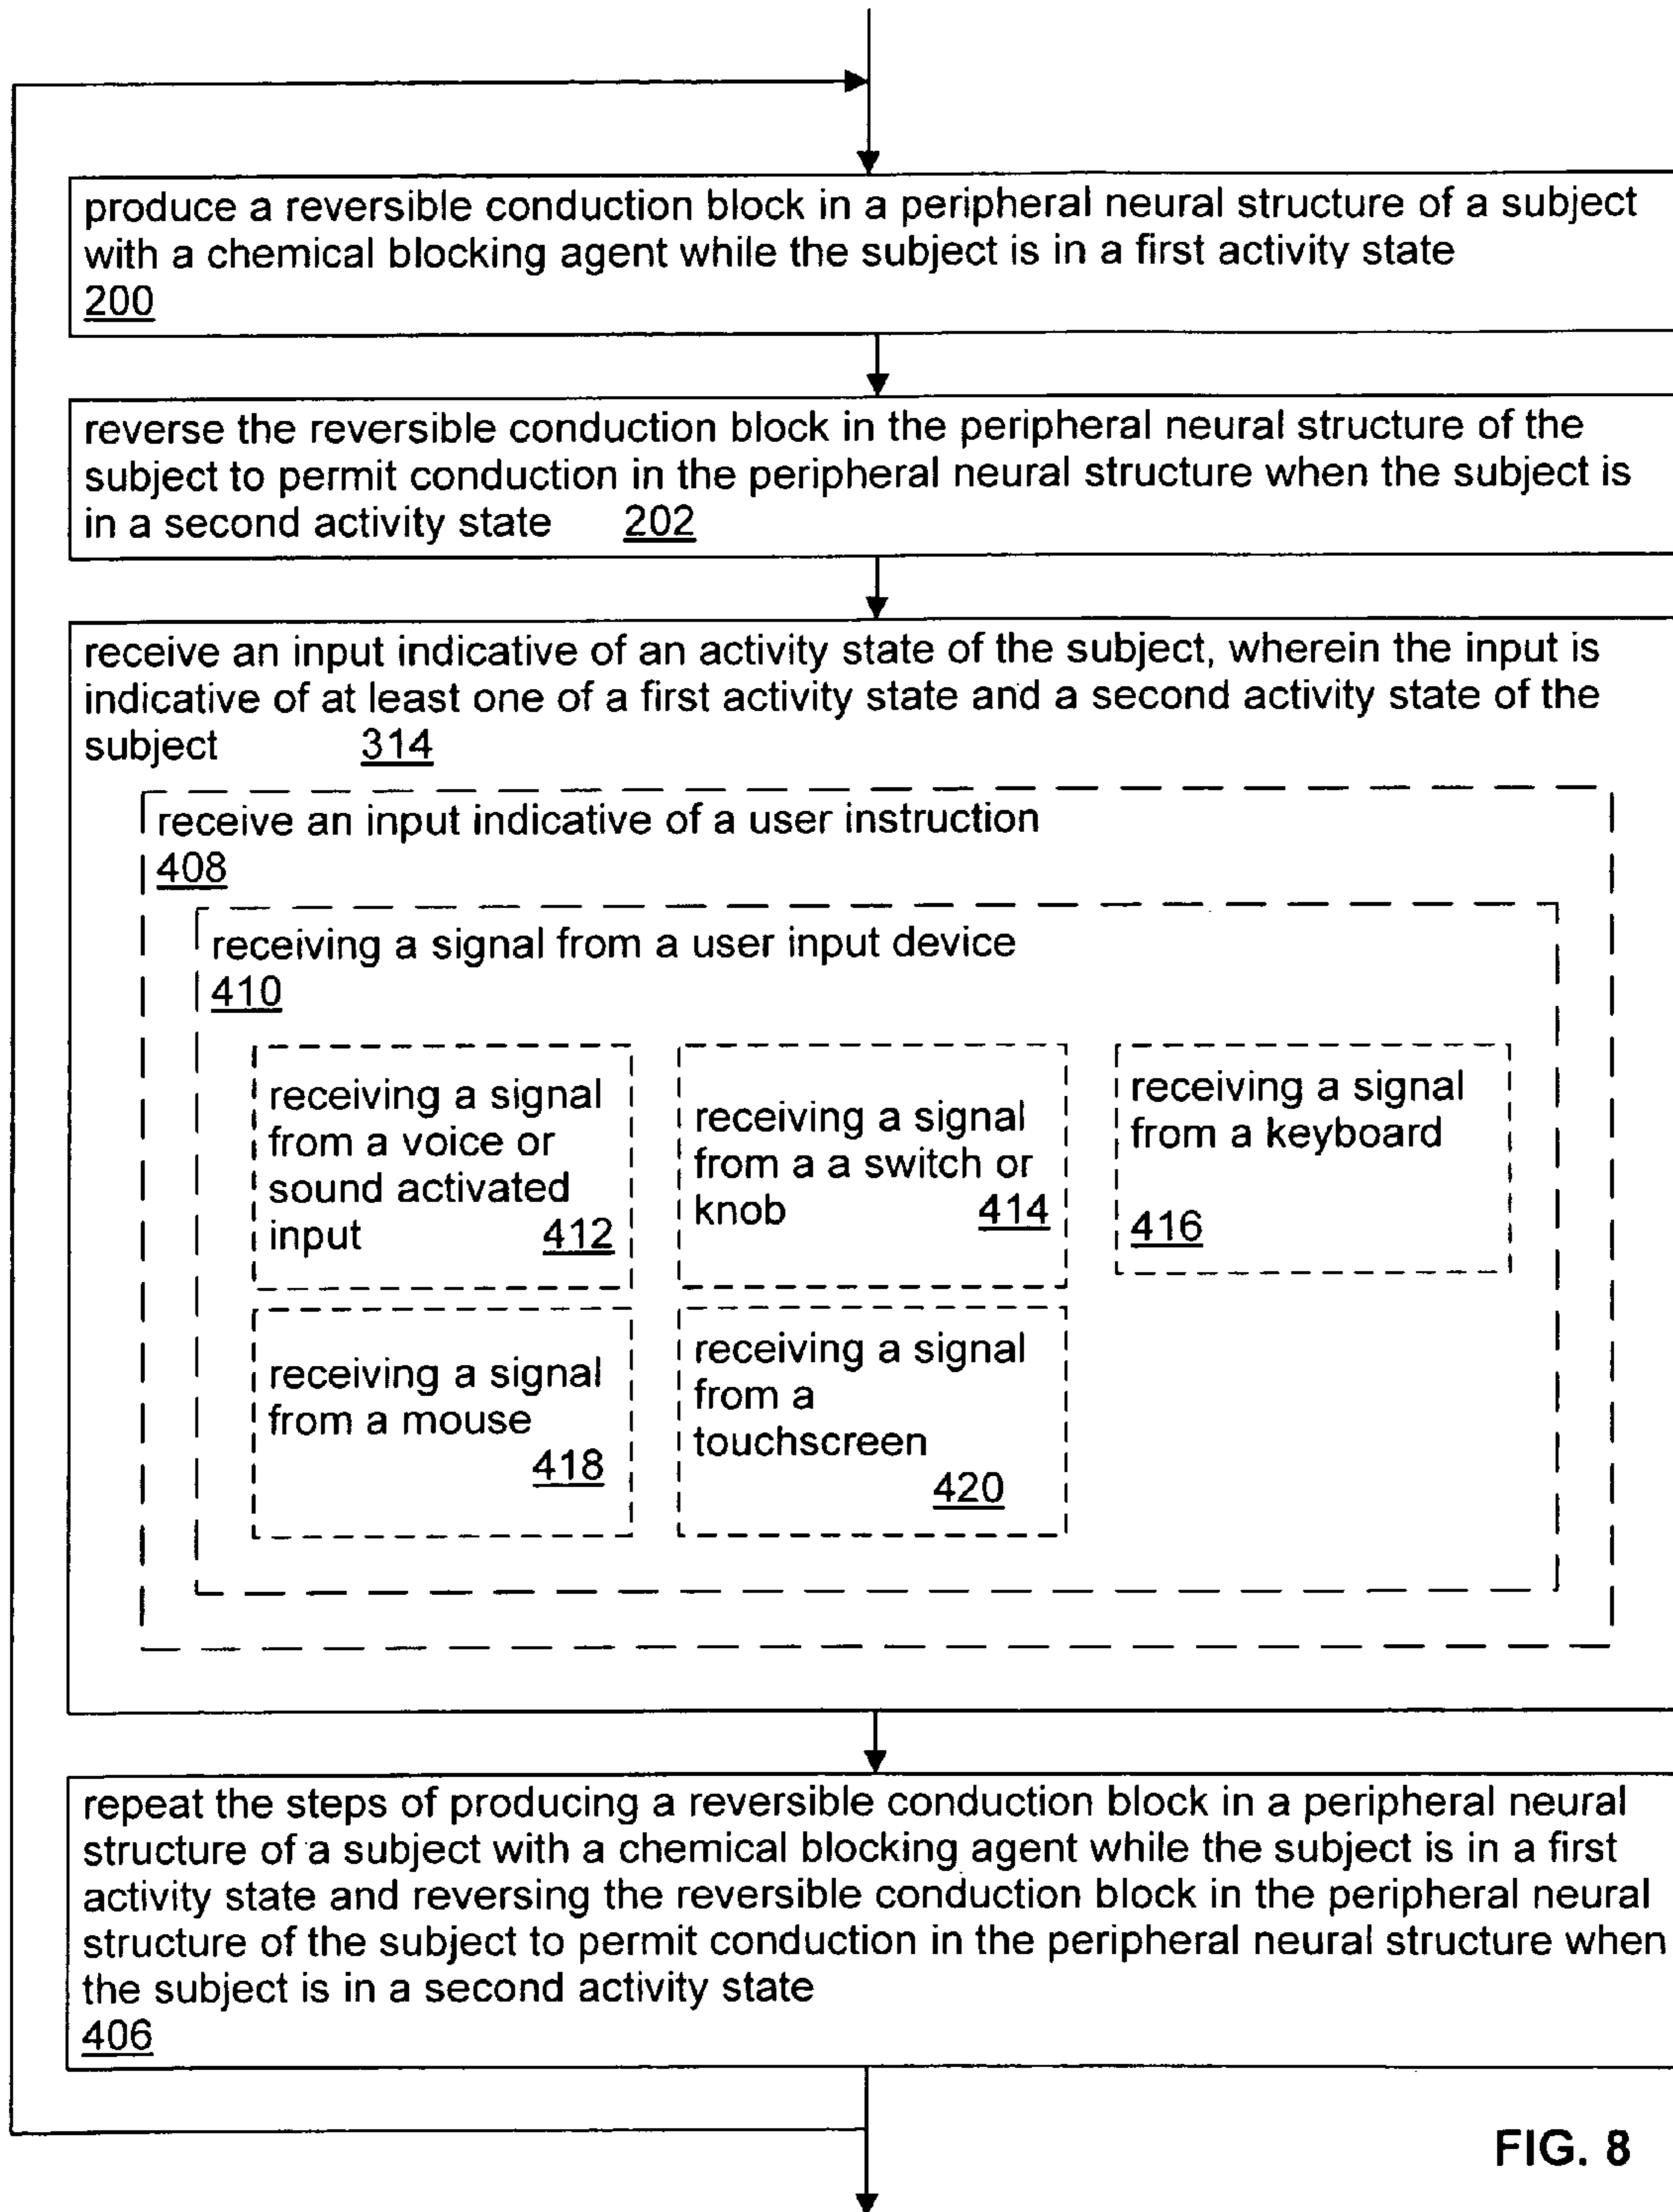 produce a reversible conduction block in a peripheral neural structure of a subject
with a chemical blocking agent while the subject is in a first activity state
200
reverse the reversible conduction block in the peripheral neural structure of the
subject to permit conduction in the peripheral neural structure when the subject is
in a second activity state 202
receive an input indicative of an activity state of the subject, wherein the input is
indicative of at least one of a first activity state and a second activity state of the
subject 314
receive an input indicative of a user instruction
408
receiving a signal from a user input device
410
receiving a signal
from a voice or
sound activated
input 412
receiving a signal
from a a switch or
knob 414
receiving a signal
from a keyboard
416
receiving a signal
from a mouse
418
receiving a signal
from a
touchscreen
420
repeat the steps of producing a reversible conduction block in a peripheral neural
structure of a subject with a chemical blocking agent while the subject is in a first
activity state and reversing the reversible conduction block in the peripheral neural
structure of the subject to permit conduction in the peripheral neural structure when
the subject is in a second activity state
406
FIG. 8